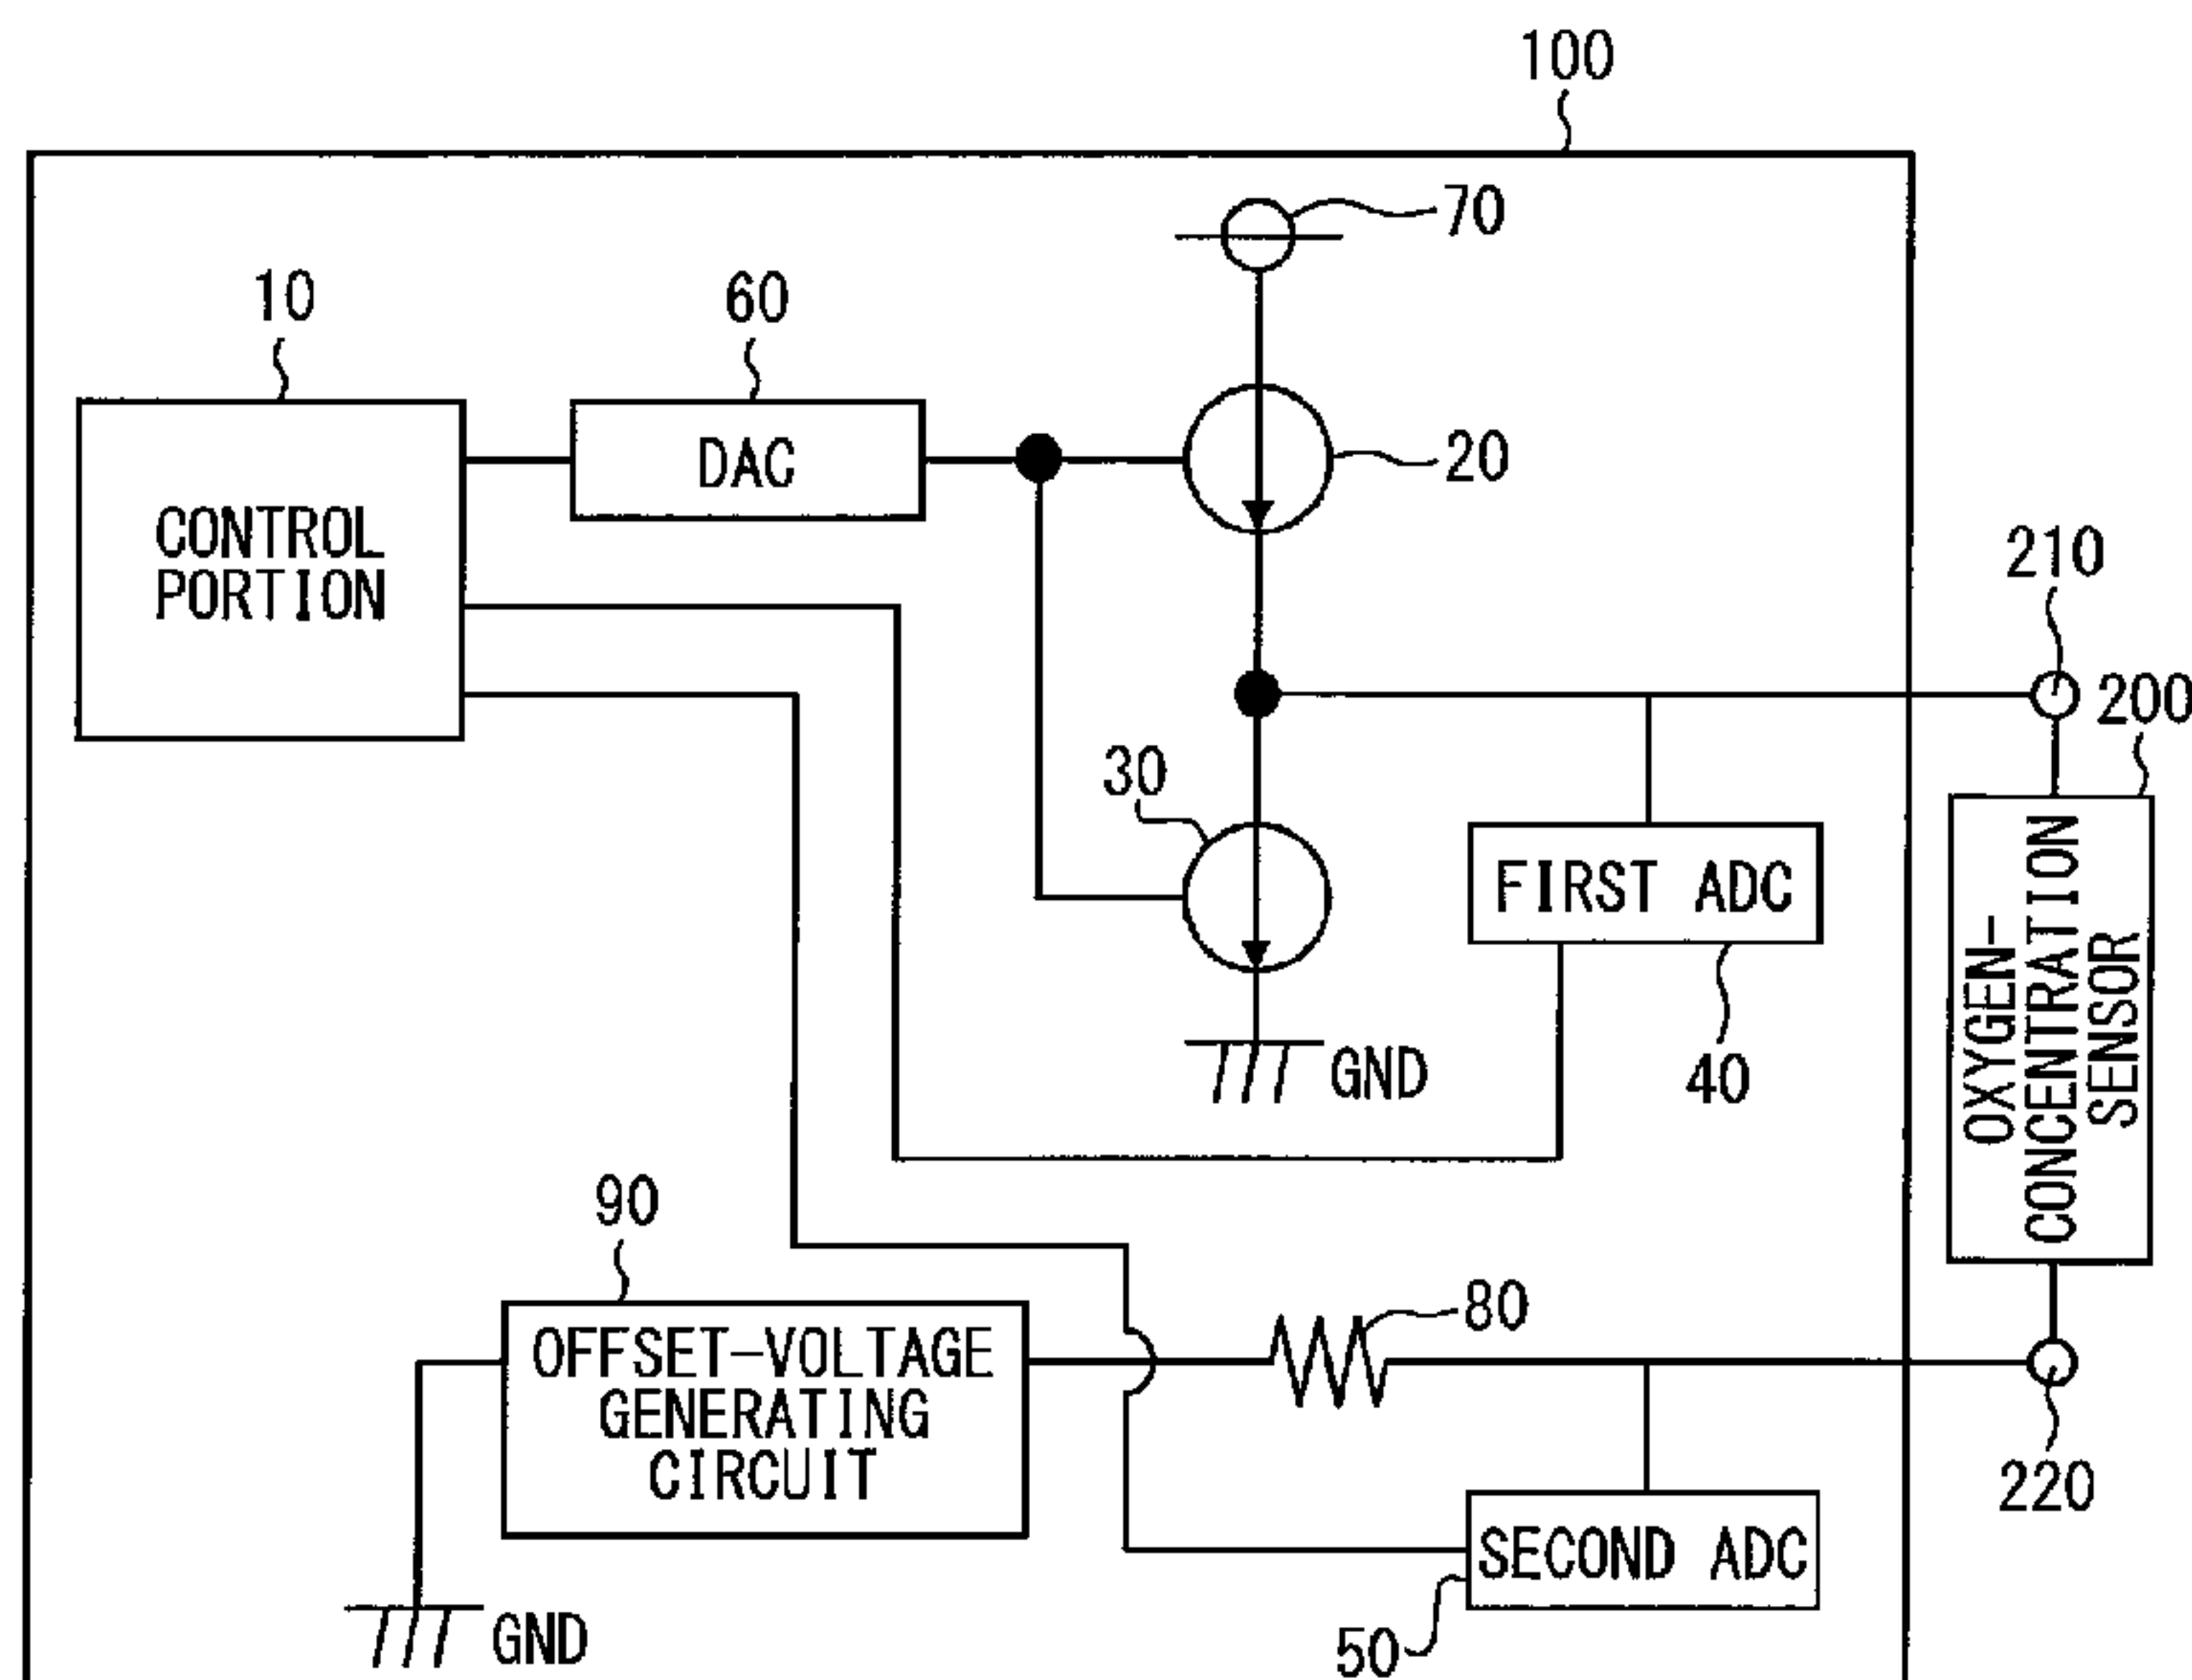 100
70
10
60
CONTROL
PORTION
DAC
20
210
200
30
FIRST ADC
OXYGEN-
CONCENTRATION
SENSOR
GND
40
90
80
OFFSET-VOLTAGE
GENERATING
CIRCUIT
220
SECOND ADC
GND
50